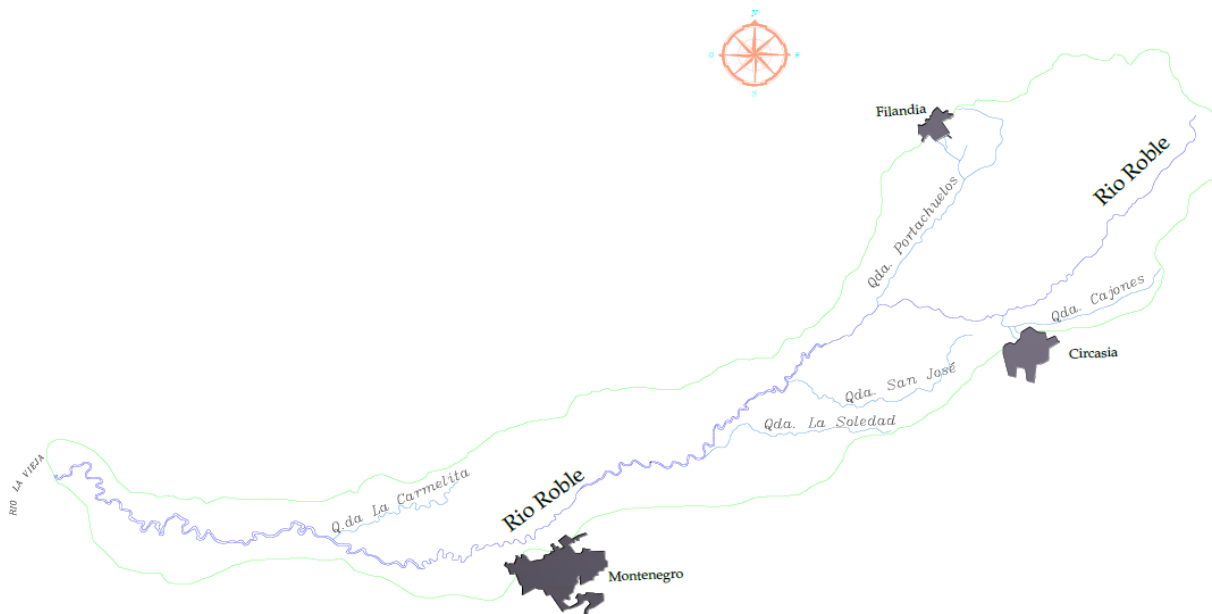 N
O
E
S
Filandia
Rio Roble
Qda. Portachuelos
Qda. Cajones
Circasia
Qda. San José
Qda. La Soledad
RIO LA VIEJA
Q.da La Carmelita
Rio Roble
Montenegro